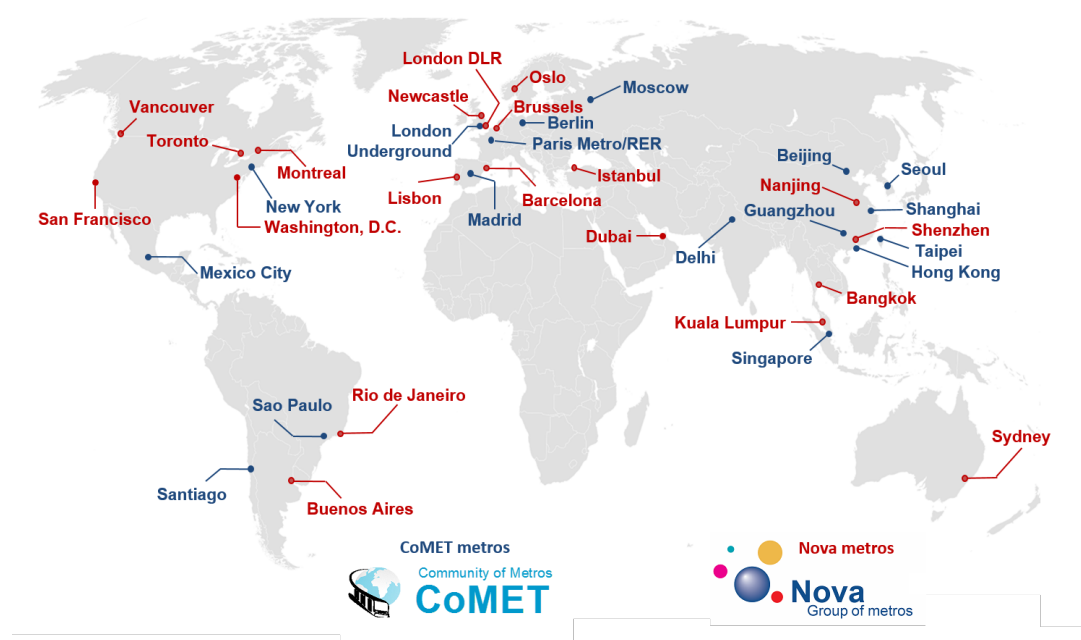 London DLR
Oslo
Moscow
Newcastle
Brussels
Vancouver
London
Underground
Berlin
Toronto
Paris Metro/RER
Beijing
Seoul
Montreal
Istanbul
Nanjing
Lisbon
Barcelona
New York
San Francisco
Madrid
Guangzhou
Shanghai
Washington, D.C.
Dubai
Shenzhen
Delhi
Taipei
Mexico City
Hong Kong
Bangkok
Kuala Lumpur
Singapore
Rio de Janeiro
Sao Paulo
Sydney
Santiago
Buenos Aires
CoMET metros
Community of Metros
CoMET
Nova metros
Nova
Group of metros